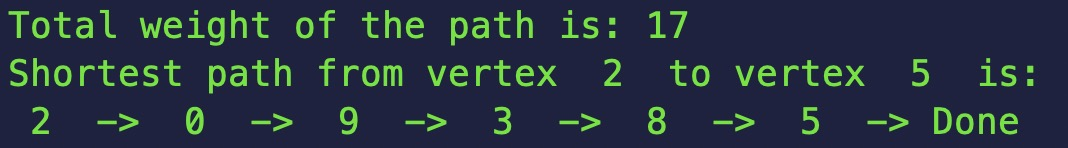 Total weight of the path is: 17
Shortest path from vertex  2  to vertex  5  is:
 2  —>  0  —>  9  —>  3  —>  8  —>  5  —> Done